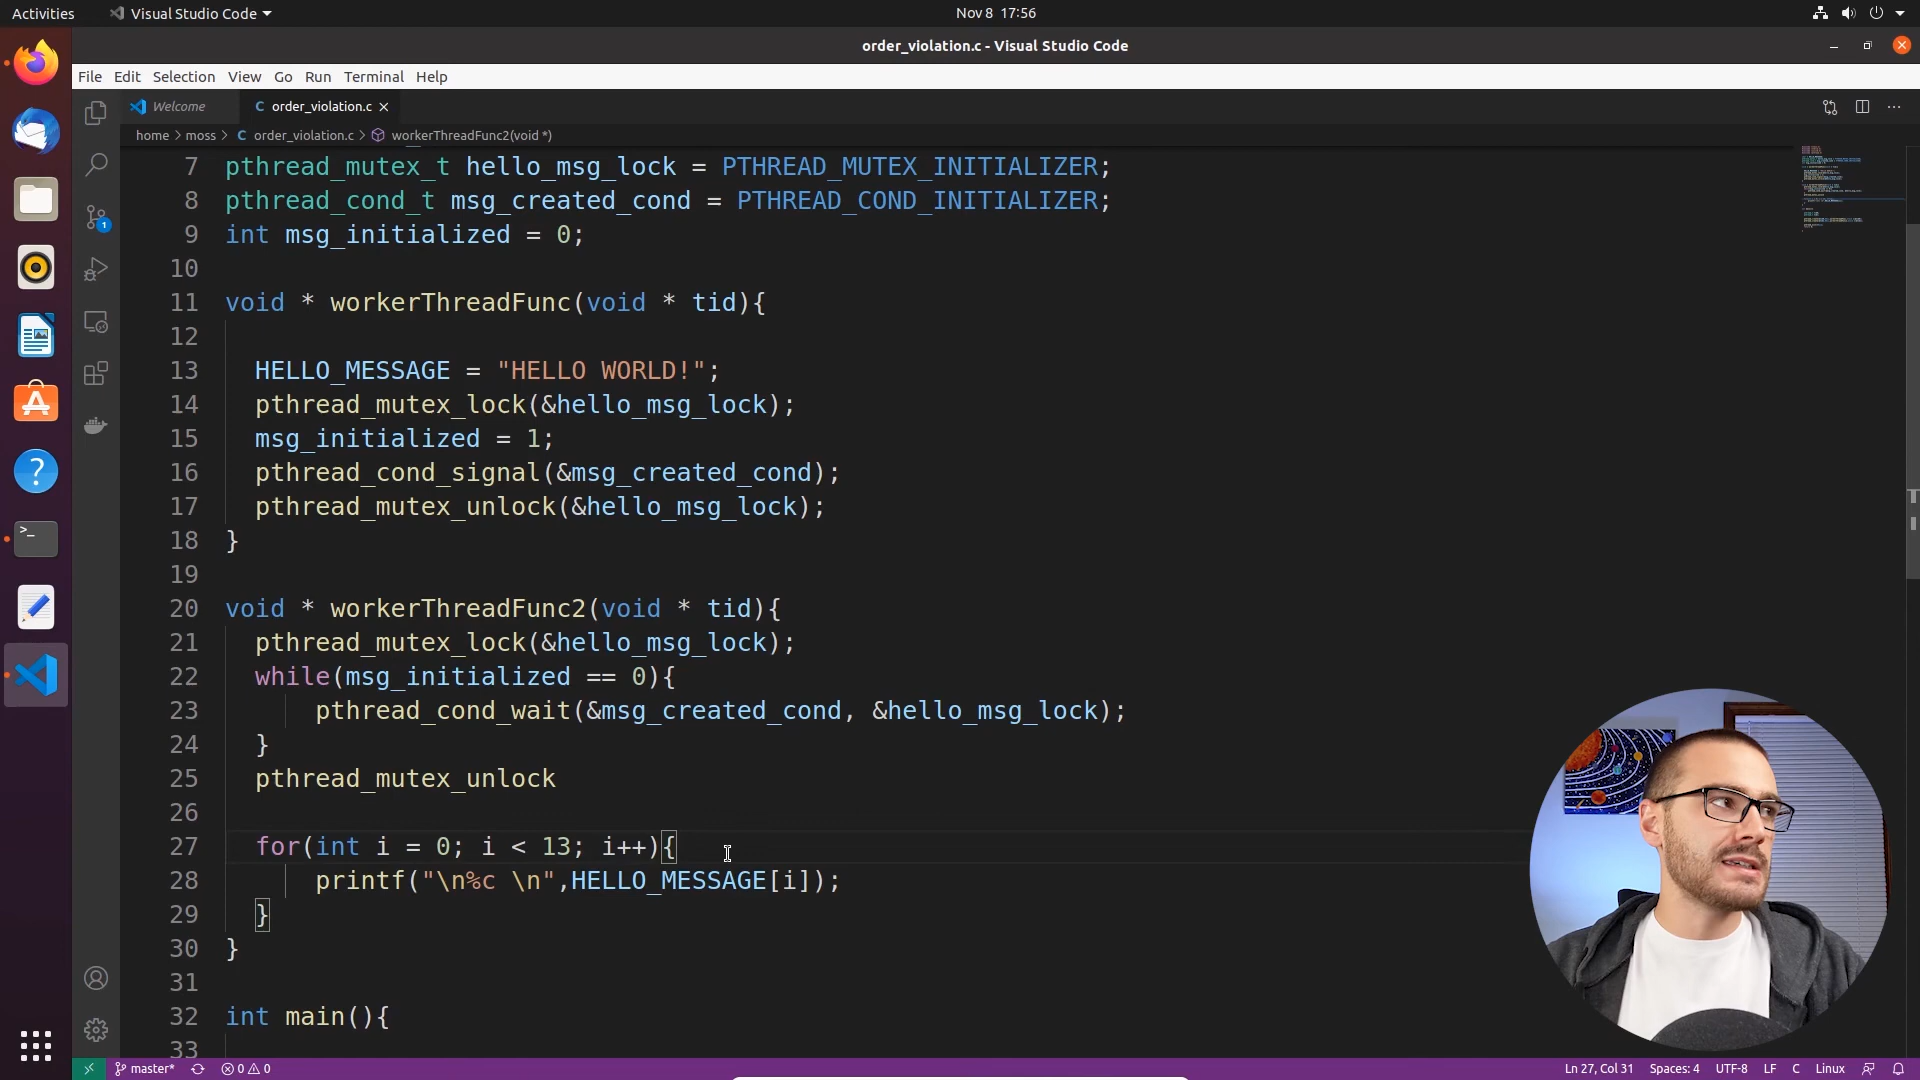 Activities
Visual Studio Code
Nov 8 17:56
order_violation.c - Visual Studio Code
File Edit Selection View Go Run Terminal Help
Welcome
order_violation.c
home > moss > C order_violation.c > workerThreadFunc2(void *)
7 pthread_mutex_t hello_msg_lock = PTHREAD_MUTEX_INITIALIZER;
8 pthread_cond_t msg_created_cond = PTHREAD_COND_INITIALIZER;
9 int msg_initialized = 0;
10
11 void * workerThreadFunc(void * tid){
12
13 HELLO_MESSAGE = "HELLO WORLD!";
14 pthread_mutex_lock(&hello_msg_lock);
15 msg_initialized = 1;
16 pthread_cond_signal(&msg_created_cond);
17 pthread_mutex_unlock(&hello_msg_lock);
18 }
19
20 void * workerThreadFunc2(void * tid){
21 pthread_mutex_lock(&hello_msg_lock);
22 while(msg_initialized == 0){
23 pthread_cond_wait(&msg_created_cond, &hello_msg_lock);
24 }
25 pthread_mutex_unlock
26
27 for(int i = 0; i < 13; i++){
28 printf("\n%c \n",HELLO_MESSAGE[i]);
29 }
30 }
31
32 int main(){
33
master* 0 0
Ln 27, Col 31 Spaces: 4 UTF-8 LF C Linux